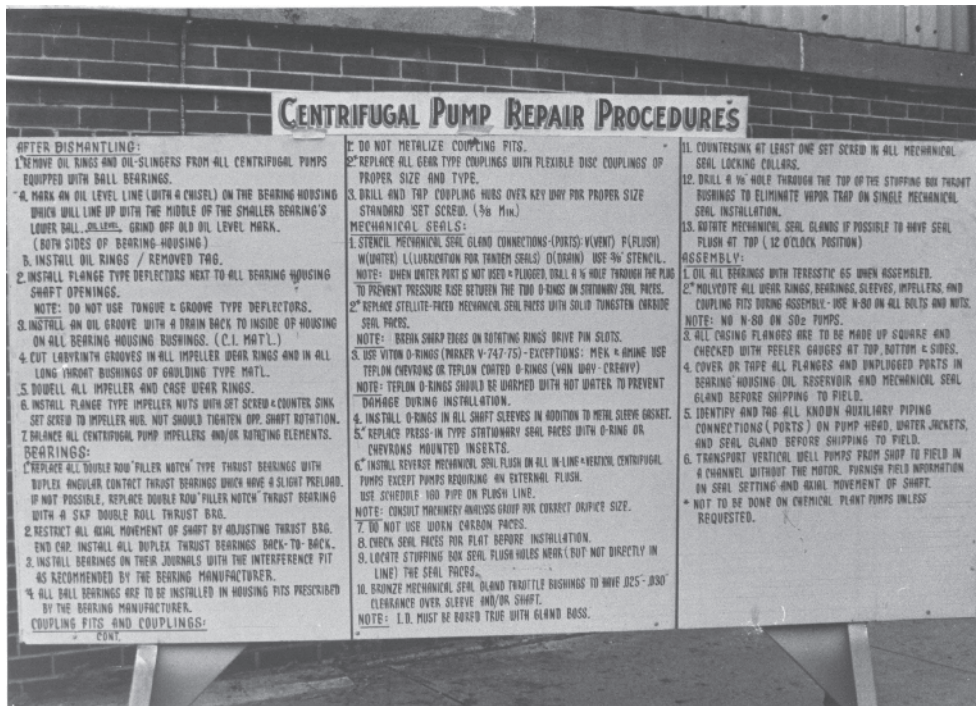 CENTRIFUGAL PUMP REPAIR PROCEDURES
AFTER DISMANTLING:
1*REMOVE OIL RINGS AND OIL-SLINGERS FROM ALL CENTRIFUGAL PUMPS
EQUIPPED WITH BALL BEARINGS.
A. MARK AN OIL LEVEL LINE (WITH A CHISEL) ON THE BEARING HOUSING
WHICH WILL LINE UP WITH THE MIDDLE OF THE SMALLER BEARING'S
LOWER BALL. OIL LEVEL GRIND OFF OLD OIL LEVEL MARK.
(BOTH SIDES OF BEARING HOUSING)
B. INSTALL OIL RINGS / REMOVED TAG.
2. INSTALL FLANGE TYPE DEFLECTORS NEXT TO ALL BEARING HOUSING
SHAFT OPENINGS.
NOTE: DO NOT USE TONGUE & GROOVE TYPE DEFLECTORS.
3. INSTALL AN OIL GROOVE WITH A DRAIN BACK TO INSIDE OF HOUSING
ON ALL BEARING HOUSING BUSHINGS. (C.I. MAT'L.)
4. CUT LABYRINTH GROOVES IN ALL IMPELLER WEAR RINGS AND IN ALL
LONG THROAT BUSHINGS OF GAULDING TYPE MATL.
5. DOWELL ALL IMPELLER AND CASE WEAR RINGS.
6. INSTALL FLANGE TYPE IMPELLER NUTS WITH SET SCREW & COUNTER SINK
SET SCREW TO IMPELLER HUB. NUT SHOULD TIGHTEN OPP. SHAFT ROTATION.
7. BALANCE ALL CENTRIFUGAL PUMP IMPELLERS AND/OR ROTATING ELEMENTS.
BEARINGS:
1.*REPLACE ALL DOUBLE ROW "FILLER NOTCH" TYPE THRUST BEARINGS WITH
DUPLEX ANGULAR CONTACT THRUST BEARINGS WHICH HAVE A SLIGHT PRELOAD.
IF NOT POSSIBLE, REPLACE DOUBLE ROW "FILLER NOTCH" THRUST BEARING
WITH A SKF DOUBLE ROLL THRUST BRG.
2. RESTRICT ALL AXIAL MOVEMENT OF SHAFT BY ADJUSTING THRUST BRG.
END CAP. INSTALL ALL DUPLEX THRUST BEARINGS BACK-TO-BACK.
3. INSTALL BEARINGS ON THEIR JOURNALS WITH THE INTERFERENCE FIT
AS RECOMMENDED BY THE BEARING MANUFACTURER.
4. ALL BALL BEARINGS ARE TO BE INSTALLED IN HOUSING FITS PRESCRIBED
BY THE BEARING MANUFACTURER.
COUPLING FITS AND COUPLINGS:
CONT.
1. DO NOT METALIZE COUPLING FITS.
2*REPLACE ALL GEAR TYPE COUPLINGS WITH FLEXIBLE DISC COUPLINGS OF
PROPER SIZE AND TYPE.
3. DRILL AND TAP COUPLING HUBS OVER KEY WAY FOR PROPER SIZE
STANDARD SET SCREW. (3/8 MIN.)
MECHANICAL SEALS:
1. STENCIL MECHANICAL SEAL GLAND CONNECTIONS-(PORTS): V(VENT) F(FLUSH)
W(WATER) L(LUBRICATION FOR TANDEM SEALS) D(DRAIN) USE STENCIL.
NOTE: WHEN WATER PORT IS NOT USED & PLUGGED, DRILL A HOLE THROUGH THE PLUG
TO PREVENT PRESSURE RISE BETWEEN THE TWO O-RINGS ON STATIONARY SEAL FACES.
2*REPLACE STELLITE-FACED MECHANICAL SEAL FACES WITH SOLID TUNGSTEN CARBIDE
SEAL FACES.
NOTE: BREAK SHARP EDGES ON ROTATING RING'S DRIVE PIN SLOTS.
3. USE VITON O-RINGS (PARKER V-747-75)-EXCEPTIONS: MEK & AMINE USE
TEFLON CHEVRONS OR TEFLON COATED O-RINGS (VAN WAY-CREAVY)
NOTE: TEFLON O-RINGS SHOULD BE WARMED WITH HOT WATER TO PREVENT
DAMAGE DURING INSTALLATION.
4. INSTALL O-RINGS IN ALL SHAFT SLEEVES IN ADDITION TO METAL SLEEVE GASKET.
5.*REPLACE PRESS-IN TYPE STATIONARY SEAL FACES WITH O-RING OR
CHEVRONS MOUNTED INSERTS.
6.*INSTALL REVERSE MECHANICAL SEAL FLUSH ON ALL IN-LINE & VERTICAL CENTRIFUGAL
PUMPS EXCEPT PUMPS REQUIRING AN EXTERNAL FLUSH.
USE SCHEDULE-160 PIPE ON FLUSH LINE.
NOTE: CONSULT MACHINERY ANALYSIS GROUP FOR CORRECT ORIFICE SIZE.
7. DO NOT USE WORN CARBON FACES.
8. CHECK SEAL FACES FOR FLAT BEFORE INSTALLATION.
9. LOCATE STUFFING BOX SEAL FLUSH HOLES NEAR (BUT NOT DIRECTLY IN
LINE) THE SEAL FACES.
10. BRONZE MECHANICAL SEAL GLAND THROTTLE BUSHINGS TO HAVE .025"-.030"
CLEARANCE OVER SLEEVE AND/OR SHAFT.
NOTE: I.D. MUST BE BORED TRUE WITH GLAND BOSS.
11. COUNTERSINK AT LEAST ONE SET SCREW IN ALL MECHANICAL
SEAL LOCKING COLLARS.
12. DRILL A HOLE THROUGH THE TOP OF THE STUFFING BOX THROAT
BUSHINGS TO ELIMINATE VAPOR TRAP ON SINGLE MECHANICAL
SEAL INSTALLATION.
13. ROTATE MECHANICAL SEAL GLANDS IF POSSIBLE TO HAVE SEAL
FLUSH AT TOP (12 O'CLOCK POSITION)
ASSEMBLY:
1. OIL ALL BEARINGS WITH TERESSTIC 65 WHEN ASSEMBLED.
2.*MOLYCOTE ALL WEAR RINGS, BEARINGS, SLEEVES, IMPELLERS, AND
COUPLING FITS DURING ASSEMBLY.- USE N-80 ON ALL BOLTS AND NUTS.
NOTE: NO N-80 ON SO2 PUMPS.
3. ALL CASING FLANGES ARE TO BE MADE UP SQUARE AND
CHECKED WITH FEELER GAUGES AT TOP, BOTTOM & SIDES.
4. COVER OR TAPE ALL FLANGES AND UNPLUGGED PORTS IN
BEARING HOUSING OIL RESERVOIR AND MECHANICAL SEAL
GLAND BEFORE SHIPPING TO FIELD.
5. IDENTIFY AND TAG ALL KNOWN AUXILIARY PIPING
CONNECTIONS (PORTS) ON PUMP HEAD, WATER JACKETS,
AND SEAL GLAND BEFORE SHIPPING TO FIELD.
6. TRANSPORT VERTICAL WELL PUMPS FROM SHOP TO FIELD IN
A CHANNEL WITHOUT THE MOTOR. FURNISH FIELD INFORMATION
ON SEAL SETTING AND AXIAL MOVEMENT OF SHAFT.
* NOT TO BE DONE ON CHEMICAL PLANT PUMPS UNLESS
REQUESTED.